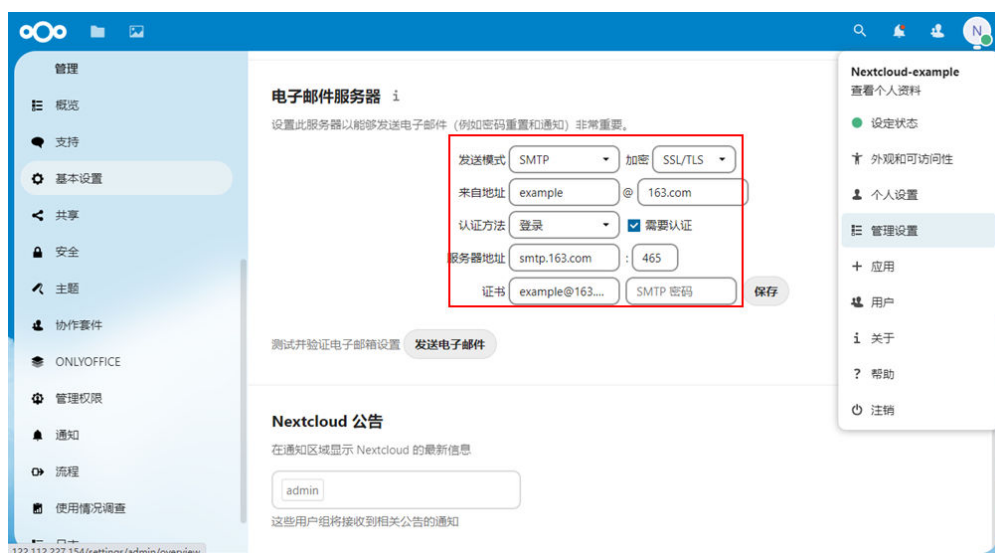 N
管理
概览
支持
基本设置
共享
安全
主题
协作套件
ONLYOFFICE
管理权限
通知
流程
使用情况调查
日志
122.112.227.154/settings/admin/overview
电子邮件服务器 i
设置此服务器以能够发送电子邮件（例如密码重置和通知）非常重要。
发送模式 SMTP 加密 SSL/TLS
来自地址 example @ 163.com
认证方法 登录 需要认证
服务器地址 smtp.163.com : 465
证书 example@163.... SMTP 密码 保存
测试并验证电子邮箱设置 发送电子邮件
Nextcloud 公告
在通知区域显示 Nextcloud 的最新信息
admin
这些用户组将接收到相关公告的通知
Nextcloud-example
查看个人资料
设定状态
外观和可访问性
个人设置
管理设置
应用
用户
关于
帮助
注销